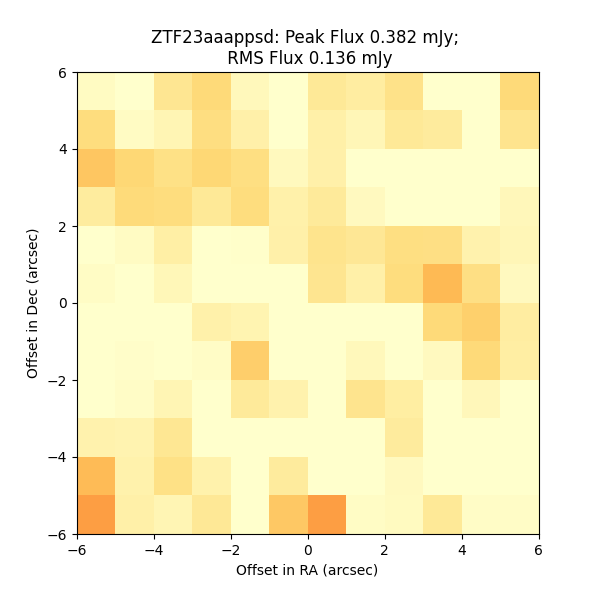 ZTF23aaappsd: Peak Flux 0.382 mJy;
RMS Flux 0.136 mJy
6
4
2
0
−2
−4
−6
Offset in Dec (arcsec)
−6 −4 −2 0 2 4 6
Offset in RA (arcsec)